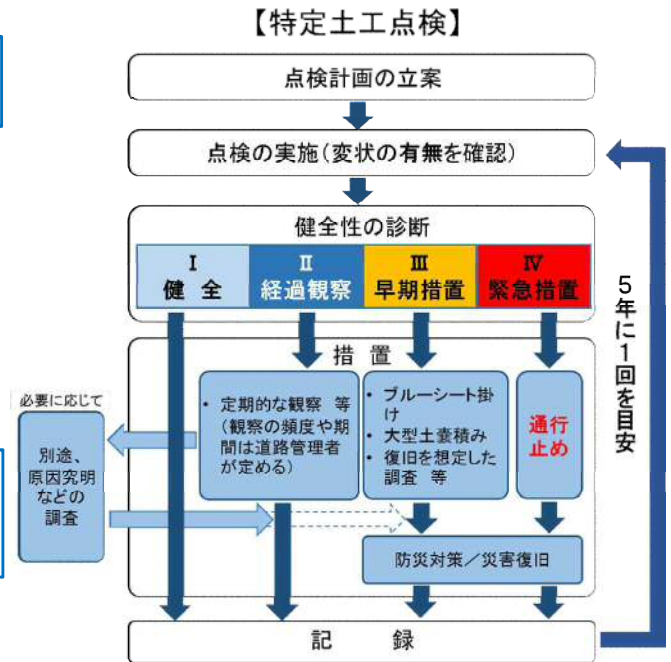 【特定土工点検】
点検計画の立案
点検の実施(変状の有無を確認)
健全性の診断
Ⅰ
健 全
Ⅱ
経過観察
Ⅲ
早期措置
Ⅳ
緊急措置
措 置
・ 定期的な観察 等
(観察の頻度や期
間は道路管理者
が定める)
・ ブルーシート掛
け
・ 大型土嚢積み
・ 復旧を想定した
調査 等
通行
止め
必要に応じて
別途、
原因究明
などの
調査
防災対策/災害復旧
記 録
5年に1回を目安